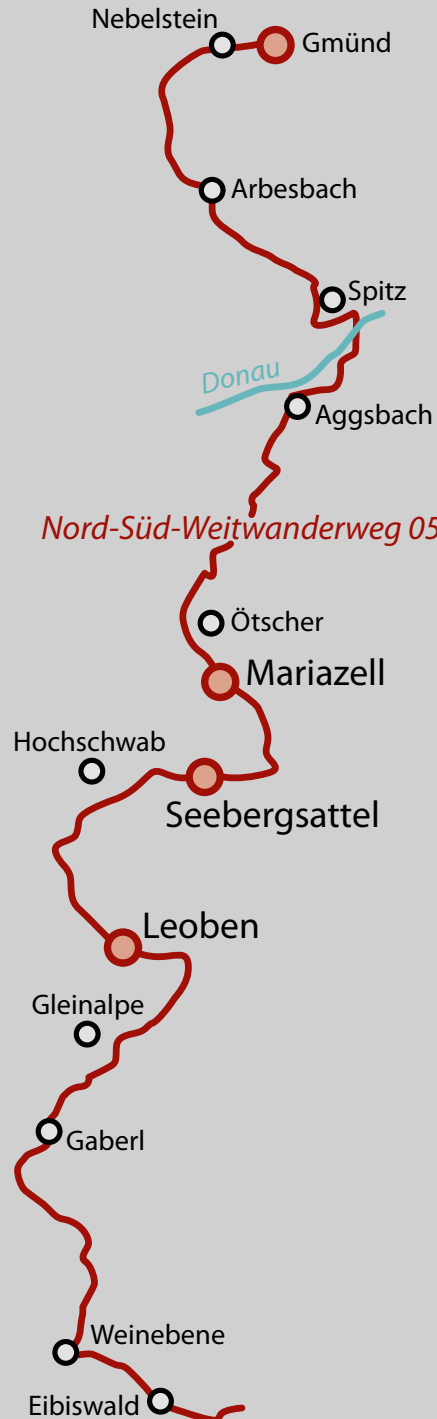 Nebelstein
Gmünd
Arbesbach
Spitz
Donau
Aggsbach
Nord-Süd-Weitwanderweg 05
Ötscher
Mariazell
Hochschwab
Seebergsattel
Leoben
Gleinalpe
Gaberl
Weinebene
Eibiswald